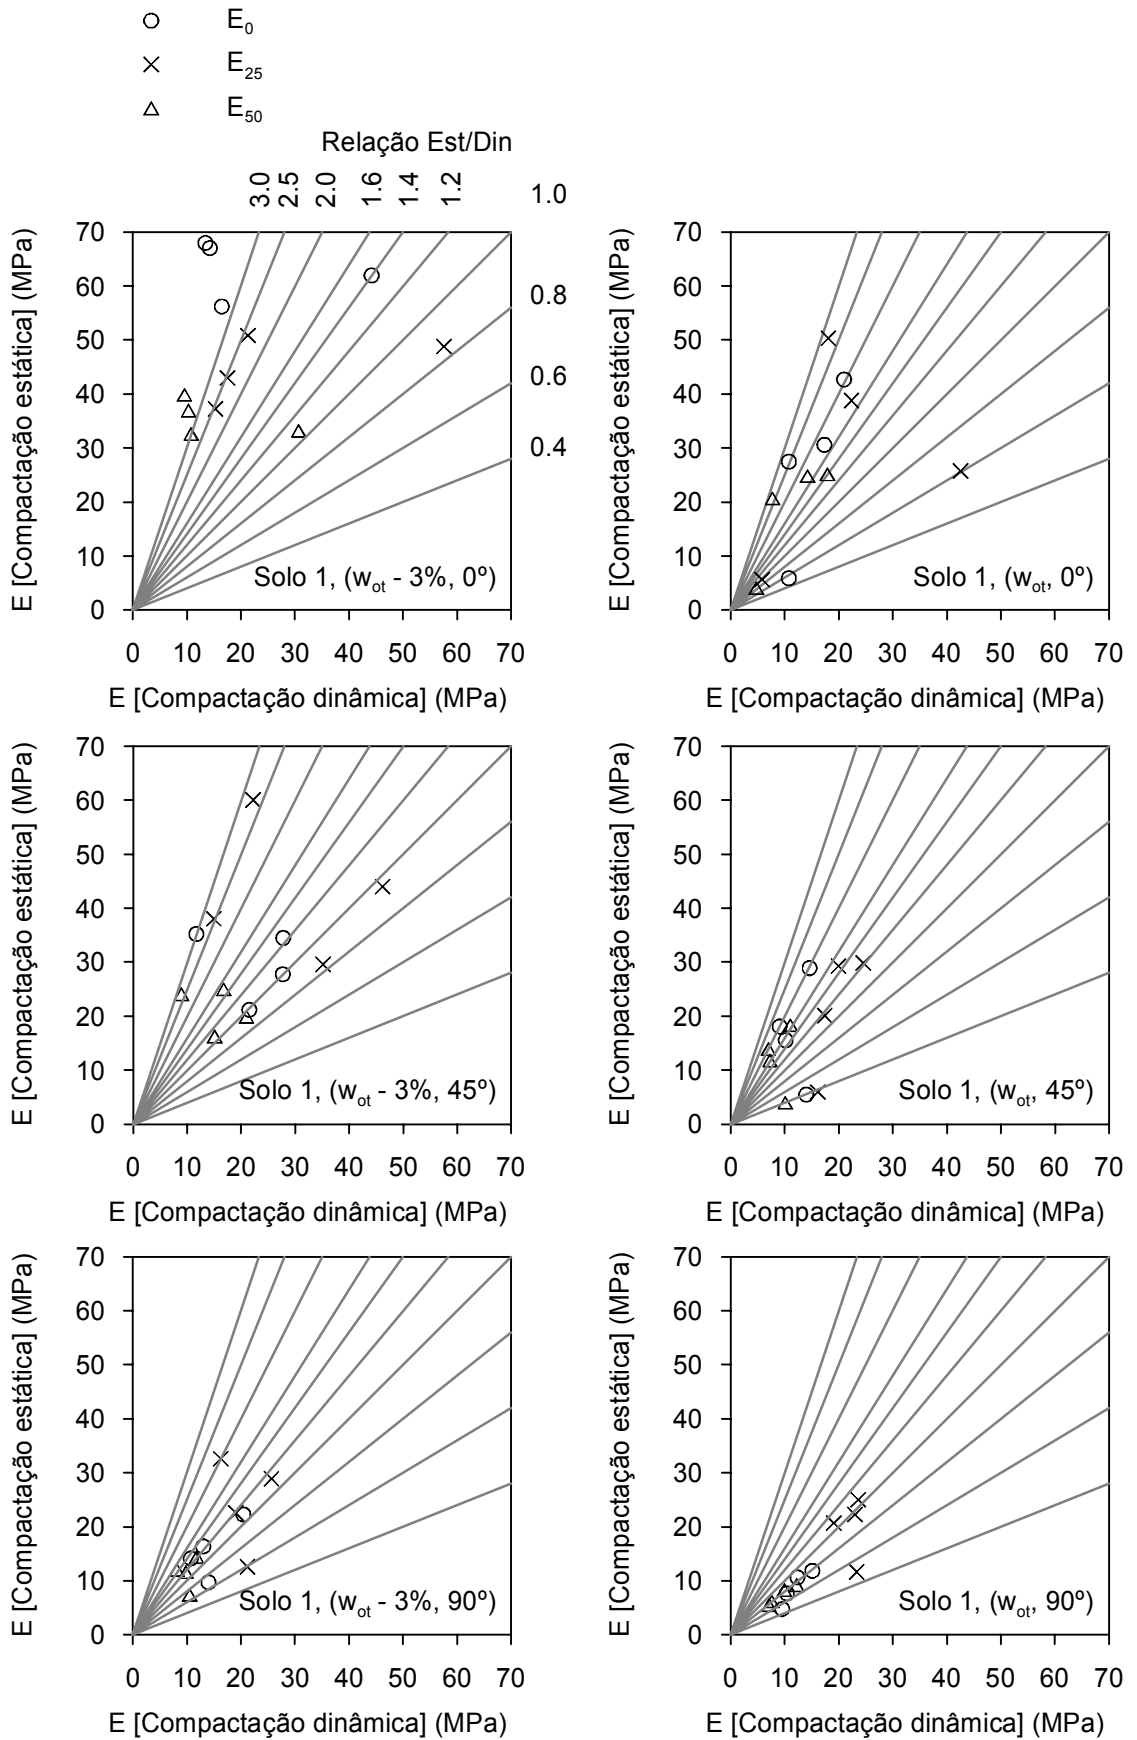 E0
E25
E50
Relação Est/Din
3.0 2.5 2.0 1.6 1.4 1.2 1.0
0.8
0.6
0.4
E [Compactação estática] (MPa)
70
60
50
40
30
20
10
0
Solo 1, (wot - 3%, 0º)
0 10 20 30 40 50 60 70
E [Compactação dinâmica] (MPa)
E [Compactação estática] (MPa)
70
60
50
40
30
20
10
0
Solo 1, (wot, 0º)
0 10 20 30 40 50 60 70
E [Compactação dinâmica] (MPa)
E [Compactação estática] (MPa)
70
60
50
40
30
20
10
0
Solo 1, (wot - 3%, 45º)
0 10 20 30 40 50 60 70
E [Compactação dinâmica] (MPa)
E [Compactação estática] (MPa)
70
60
50
40
30
20
10
0
Solo 1, (wot, 45º)
0 10 20 30 40 50 60 70
E [Compactação dinâmica] (MPa)
E [Compactação estática] (MPa)
70
60
50
40
30
20
10
0
Solo 1, (wot - 3%, 90º)
0 10 20 30 40 50 60 70
E [Compactação dinâmica] (MPa)
E [Compactação estática] (MPa)
70
60
50
40
30
20
10
0
Solo 1, (wot, 90º)
0 10 20 30 40 50 60 70
E [Compactação dinâmica] (MPa)